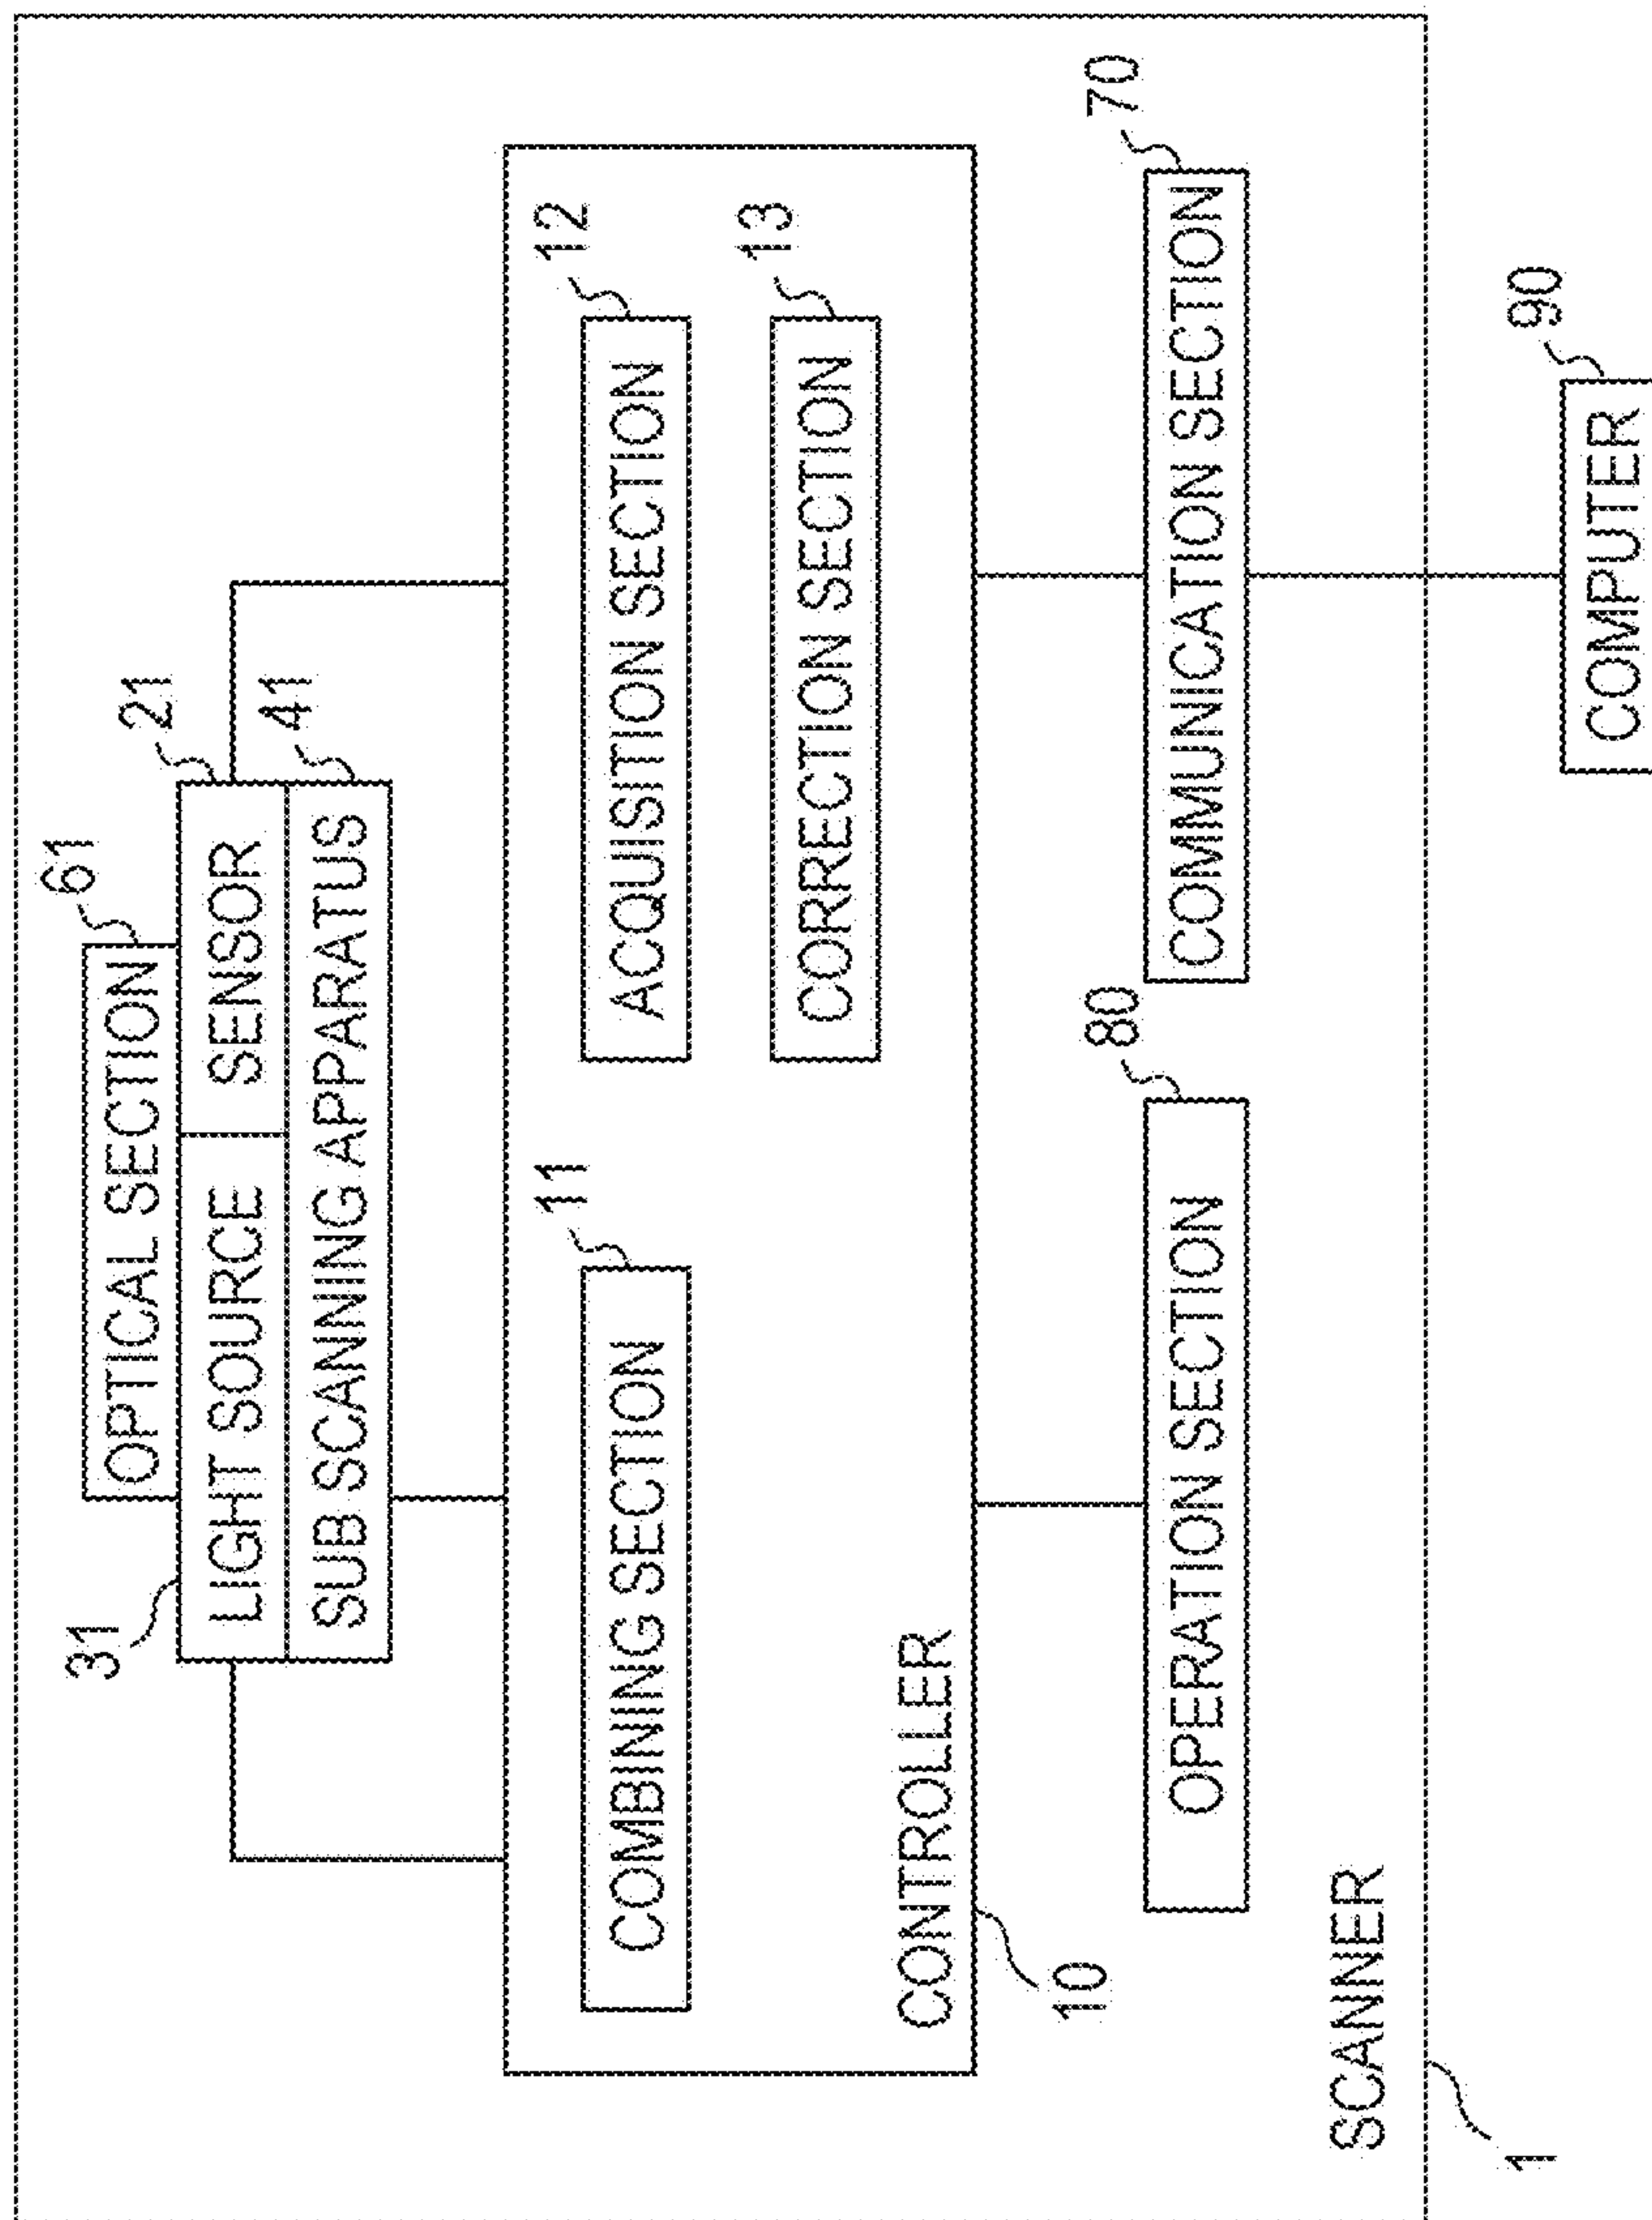 61
OPTICAL SECTION
31
21
LIGHT SOURCE
SENSOR
41
SUB SCANNING APPARATUS
11
12
COMBINING SECTION
ACQUISITION SECTION
13
CORRECTION SECTION
CONTROLLER
10
80
70
OPERATION SECTION
COMMUNICATION SECTION
SCANNER
1
90
COMPUTER